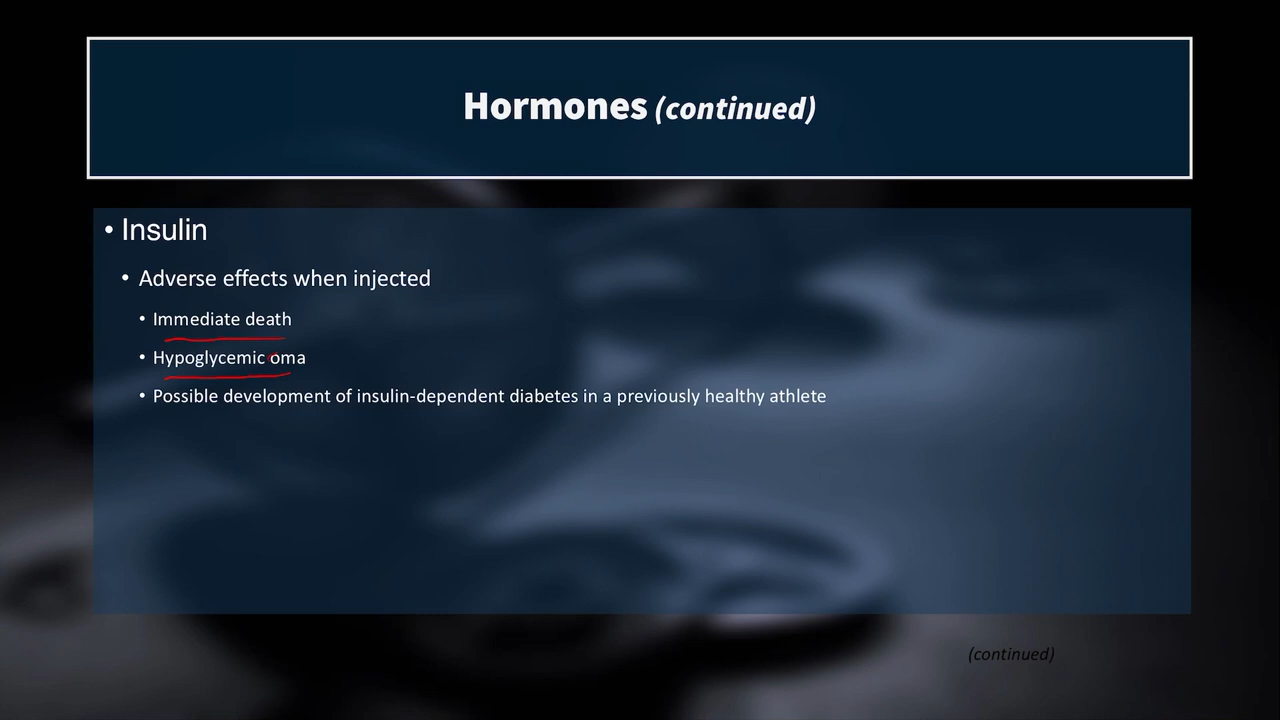 Hormones (continued)
• Insulin
• Adverse effects when injected
• Immediate death
• Hypoglycemic oma
• Possible development of insulin-dependent diabetes in a previously healthy athlete
(continued)